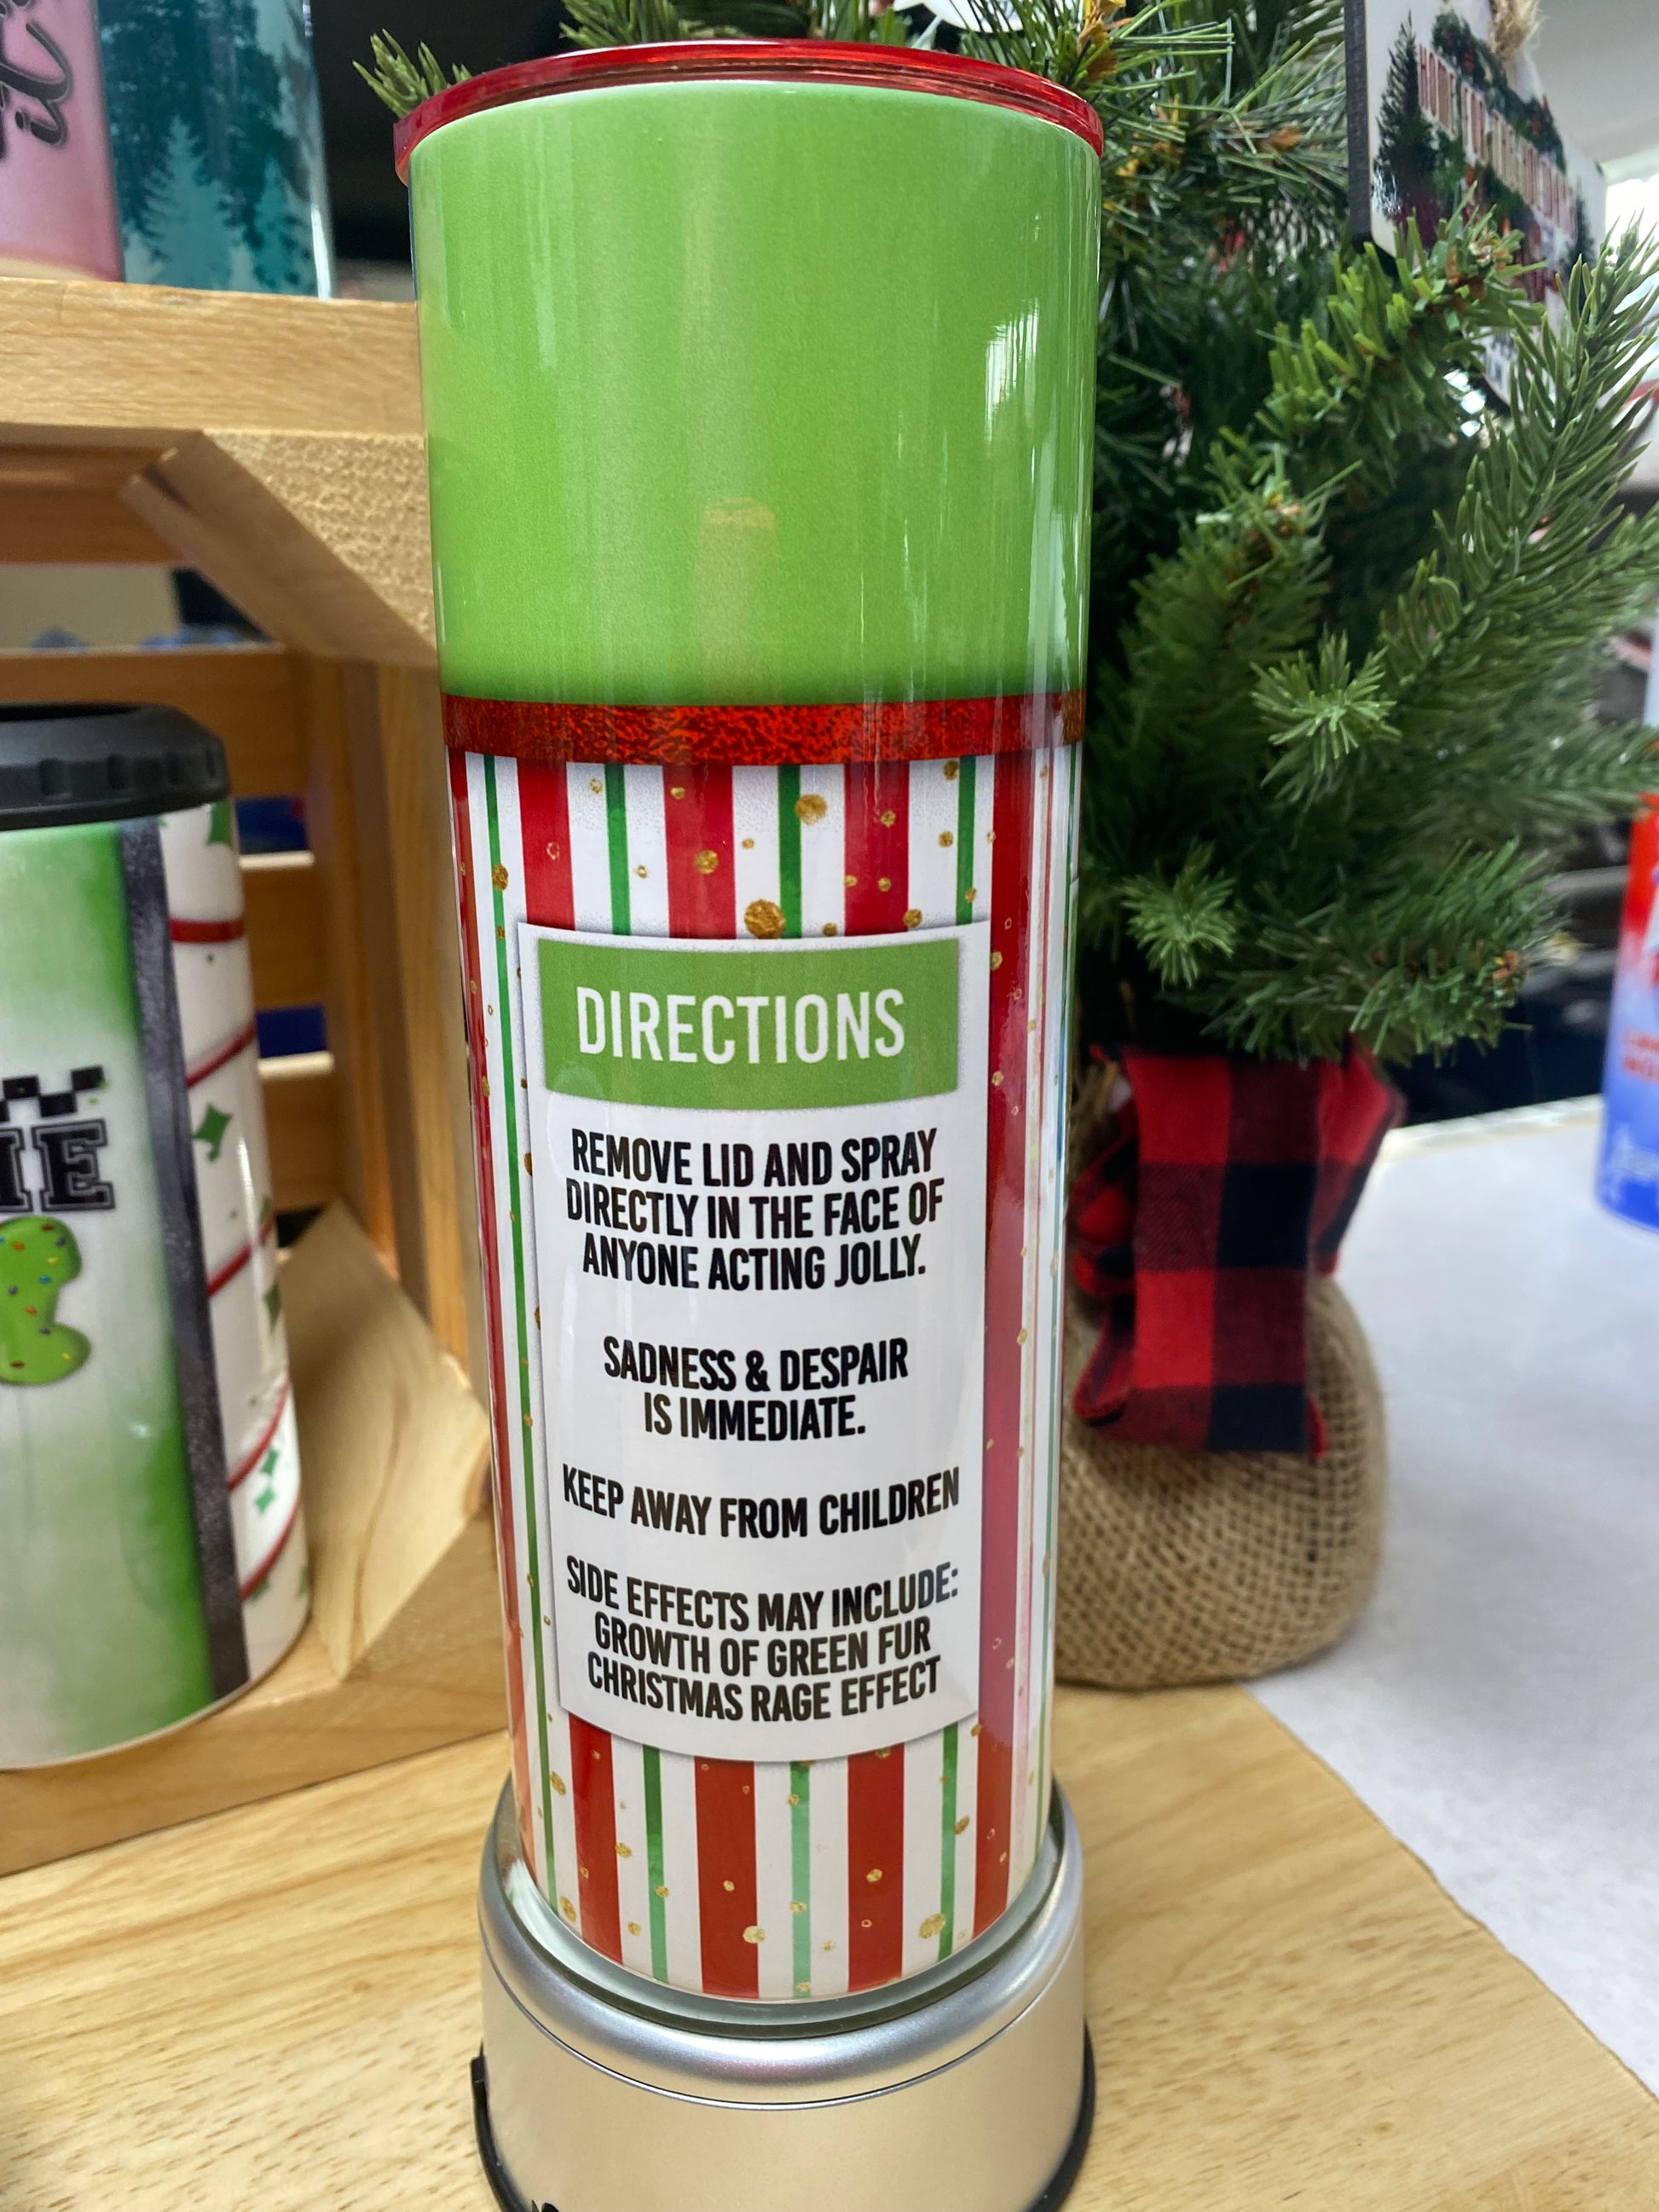 it
DIRECTIONS
REMOVE LID AND SPRAY
DIRECTLY IN THE FACE OF
ANYONE ACTING JOLLY.
SADNESS & DESPAIR
IS IMMEDIATE.
KEEP AWAY FROM CHILDREN
SIDE EFFECTS MAY INCLUDE:
GROWTH OF GREEN FUR
CHRISTMAS RAGE EFFECT